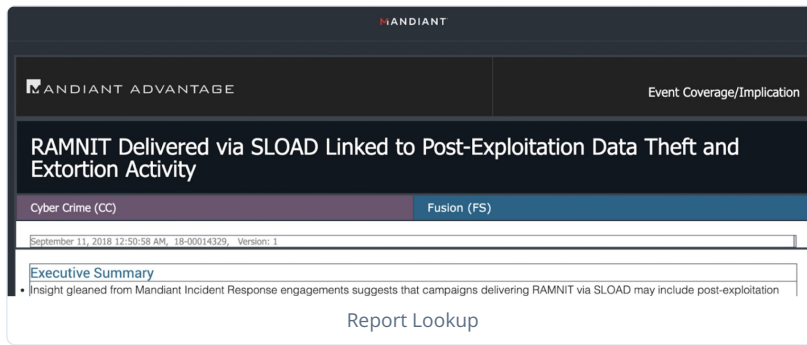 MANDIANT
MANDIANT ADVANTAGE
Event Coverage/Implication
RAMNIT Delivered via SLOAD Linked to Post-Exploitation Data Theft and
Extortion Activity
Cyber Crime (CC)
Fusion (FS)
September 11, 2018 12:50:58 AM, 18-00014329, Version: 1
Executive Summary
• Insight gleaned from Mandiant Incident Response engagements suggests that campaigns delivering RAMNIT via SLOAD may include post-exploitation
Report Lookup